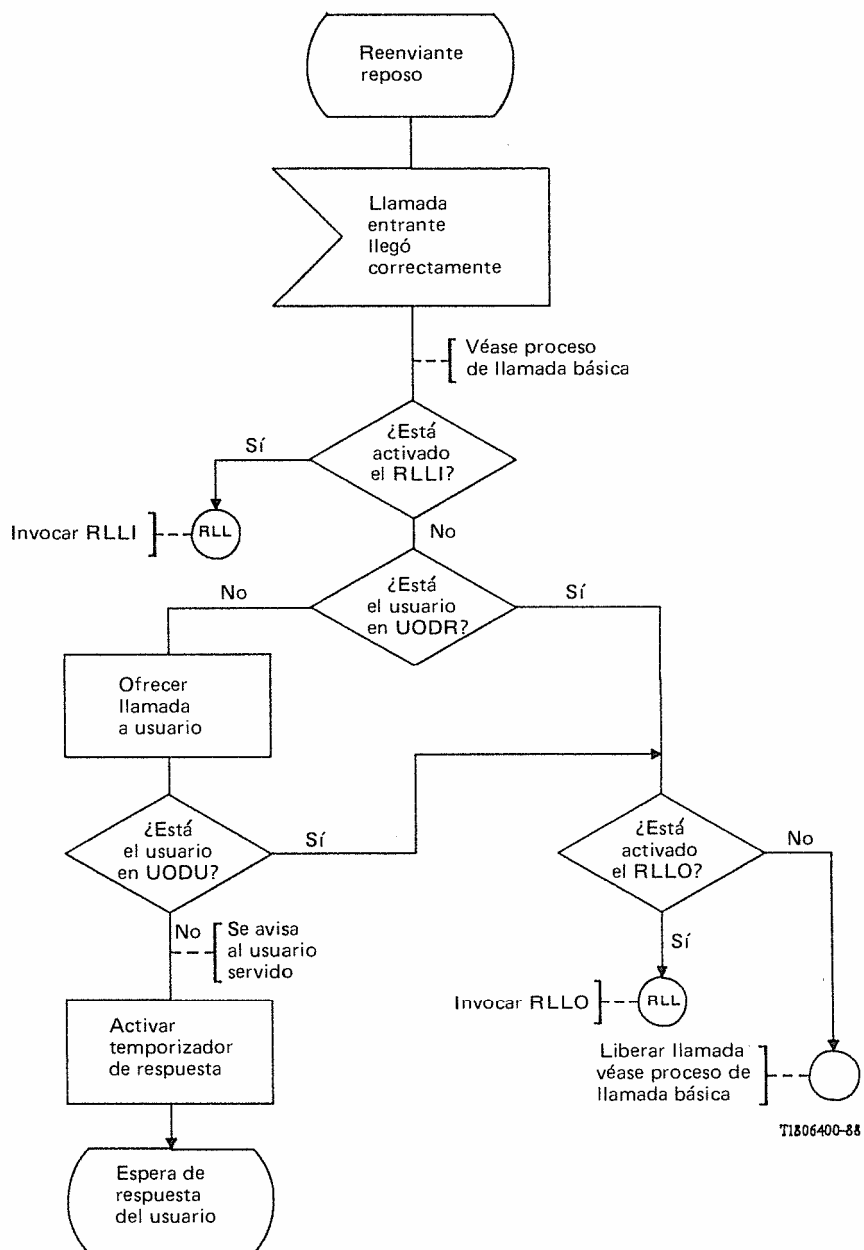 Reenviante
reposo
Llamada
entrante
llegó
correctamente
Véase proceso
de llamada básica
¿Está
activado
el RLLI?
Sí
Invocar RLLI
RLL
No
¿Está
el usuario
en UODR?
No
Sí
Ofrecer
llamada
a usuario
¿Está
el usuario
en UODU?
Sí
¿Está
activado
el RLLO?
No
No
Se avisa
al usuario
servido
Sí
Invocar RLLO
RLL
Activar
temporizador
de respuesta
Liberar llamada
véase proceso de
llamada básica
T1806400-88
Espera de
respuesta
del usuario